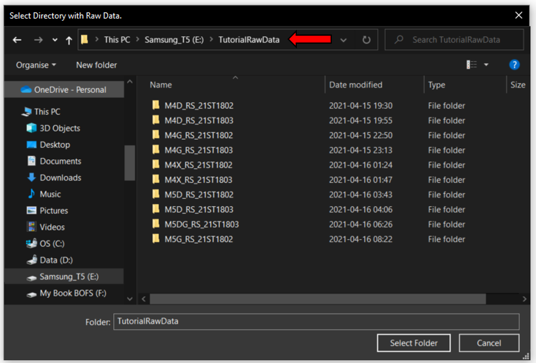 Select Directory with Raw Data.
This PC Samsung_T5 (E:) TutorialRawData
Search TutorialRawData
Organise New folder
Name Date modified Type Size
OneDrive - Personal
This PC
3D Objects
Desktop
Documents
Downloads
Music
Pictures
Videos
OS (C:)
Data (D:)
Samsung_T5 (E:)
My Book BOFS (F:)
M4D_RS_21ST1802 2021-04-15 19:30 File folder
M4D_RS_21ST1803 2021-04-15 19:55 File folder
M4G_RS_21ST1802 2021-04-15 22:50 File folder
M4G_RS_21ST1803 2021-04-15 23:13 File folder
M4X_RS_21ST1802 2021-04-16 01:24 File folder
M4X_RS_21ST1803 2021-04-16 01:47 File folder
M5D_RS_21ST1802 2021-04-16 03:43 File folder
M5D_RS_21ST1803 2021-04-16 04:06 File folder
M5DG_RS_21ST1803 2021-04-16 06:26 File folder
M5G_RS_21ST1802 2021-04-16 08:22 File folder
Folder: TutorialRawData
Select Folder Cancel